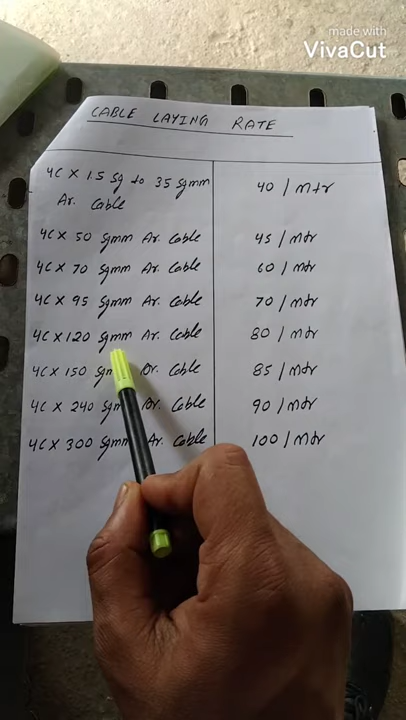 made with
VivaCut
CABLE LAYING RATE
4C X 1.5 Sq to 35 Sqmm 40 / Mtr
Ar. Cable
4C X 50 Sqmm Ar. Cable 45 / Mtr
4C X 70 Sqmm Ar. Cable 60 / Mtr
4C X 95 Sqmm Ar. Cable 70 / Mtr
4C X 120 Sqmm Ar. Cable 80 / Mtr
4C X 150 Sqmm Ar. Cable 85 / Mtr
4C X 240 Sqmm Ar. Cable 90 / Mtr
4C X 300 Sqmm Ar. Cable 100 / Mtr